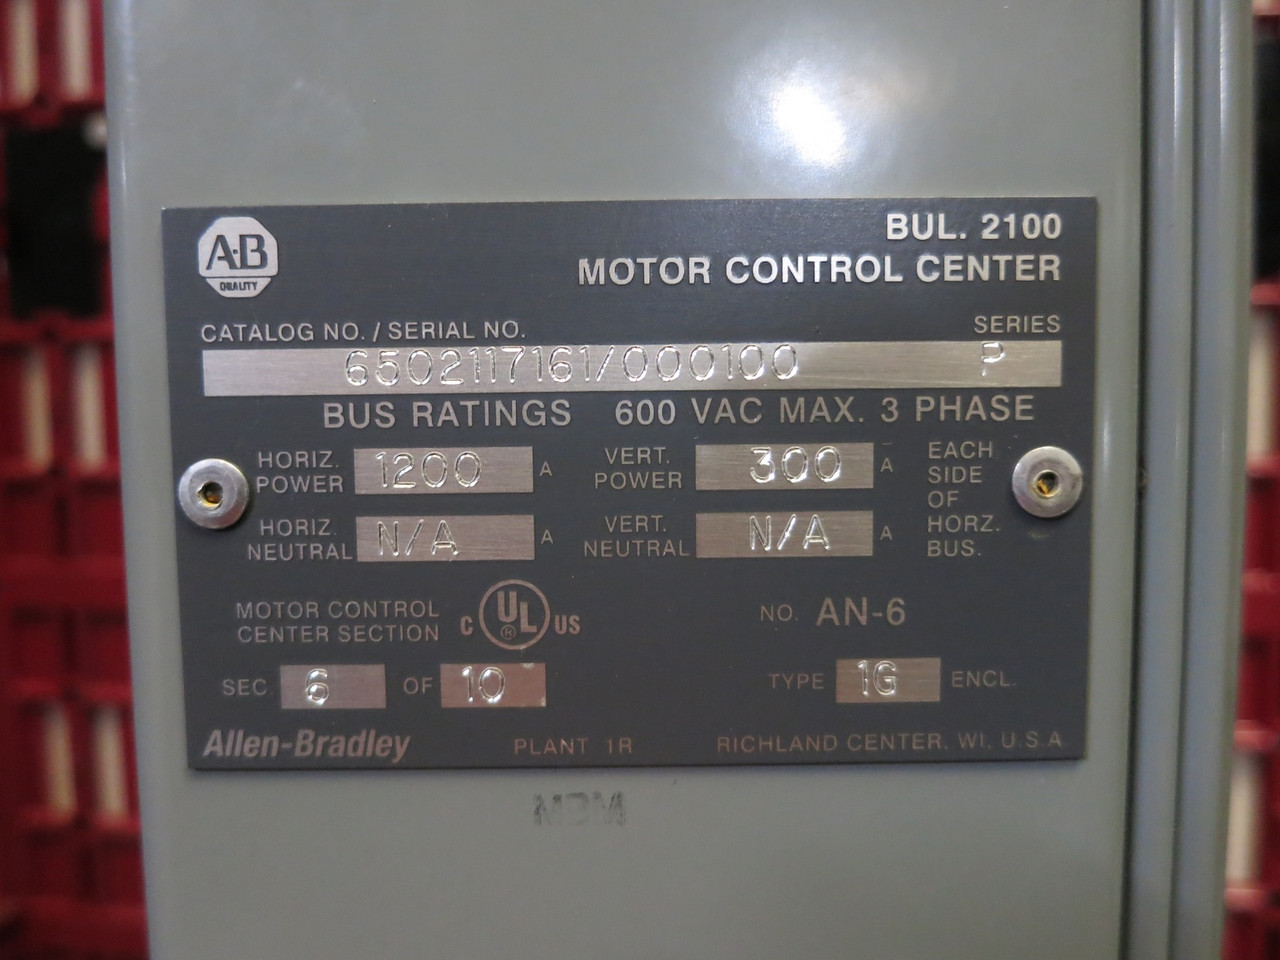 A-B
QUALITY
BUL. 2100
MOTOR CONTROL CENTER
CATALOG NO. / SERIAL NO. SERIES
6502117161/000100 P
BUS RATINGS 600 VAC MAX. 3 PHASE
HORIZ. POWER 1200 A VERT. POWER 300 A EACH SIDE OF HORZ. BUS.
HORIZ. NEUTRAL N/A A VERT. NEUTRAL N/A A
MOTOR CONTROL CENTER SECTION C UL ® US NO. AN-6
SEC. 6 OF 10 TYPE 1G ENCL.
Allen-Bradley PLANT 1R RICHLAND CENTER, WI, U.S.A